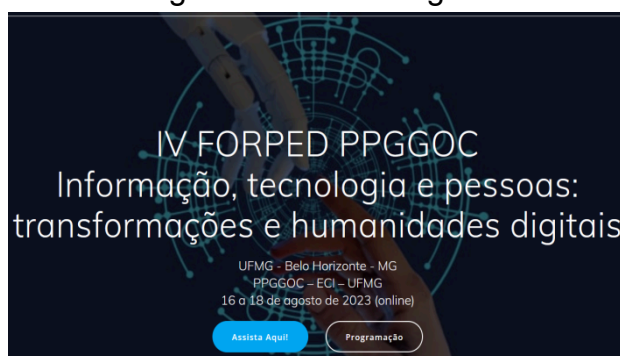 IV FORPED PPGGOC
Informação, tecnologia e pessoas:
transformações e humanidades digitais
UFMG - Belo Horizonte - MG
PPGGOC – ECI – UFMG
16 a 18 de agosto de 2023 (online)
Assista Aqui!
Programação